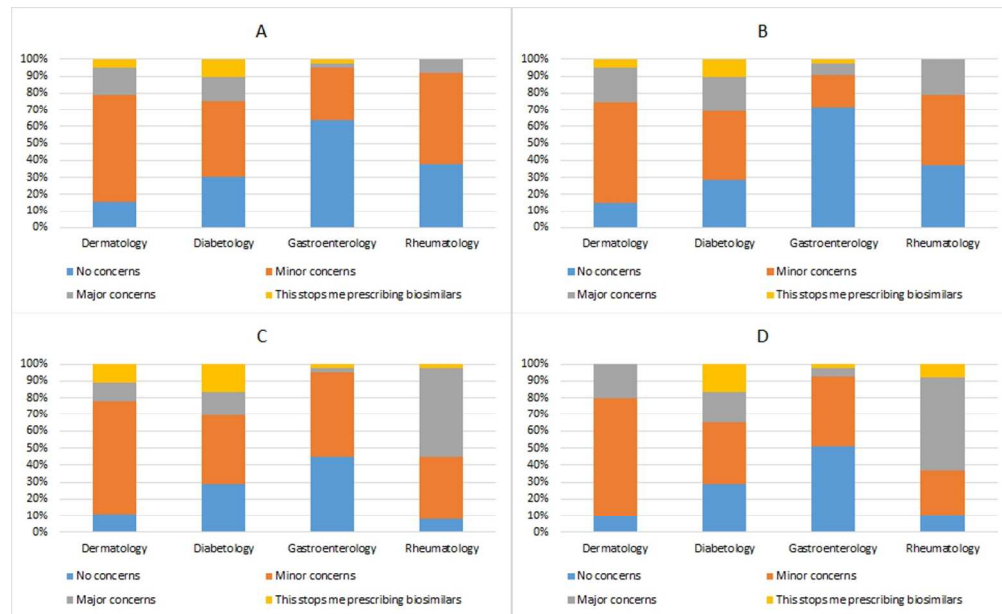 A
100%
90%
80%
70%
60%
50%
40%
30%
20%
10%
0%
Dermatology Diabetology Gastroenterology Rheumatology
No concerns Minor concerns
Major concerns This stops me prescribing biosimilars
B
100%
90%
80%
70%
60%
50%
40%
30%
20%
10%
0%
Dermatology Diabetology Gastroenterology Rheumatology
No concerns Minor concerns
Major concerns This stops me prescribing biosimilars
C
100%
90%
80%
70%
60%
50%
40%
30%
20%
10%
0%
Dermatology Diabetology Gastroenterology Rheumatology
No concerns Minor concerns
Major concerns This stops me prescribing biosimilars
D
100%
90%
80%
70%
60%
50%
40%
30%
20%
10%
0%
Dermatology Diabetology Gastroenterology Rheumatology
No concerns Minor concerns
Major concerns This stops me prescribing biosimilars